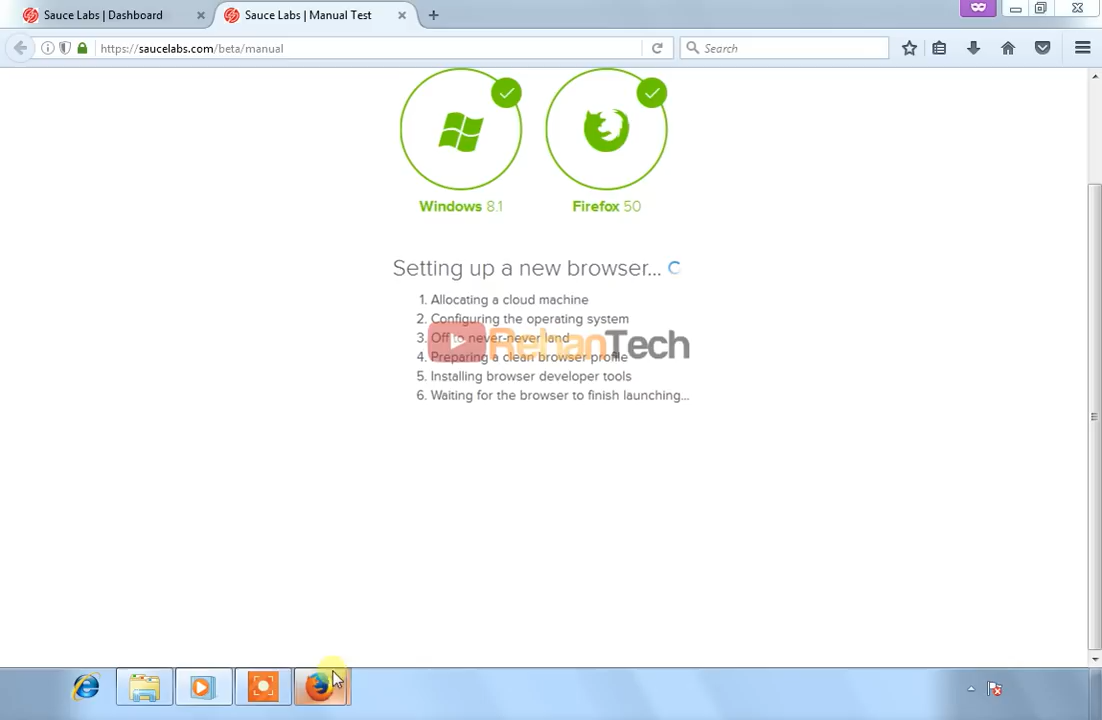 Sauce Labs | Dashboard
Sauce Labs | Manual Test
https://saucelabs.com/beta/manual
Search
Windows 8.1
Firefox 50
Setting up a new browser...
1. Allocating a cloud machine
2. Configuring the operating system
3. Off to never-never land
RehanTech
4. Preparing a clean browser profile
5. Installing browser developer tools
6. Waiting for the browser to finish launching...